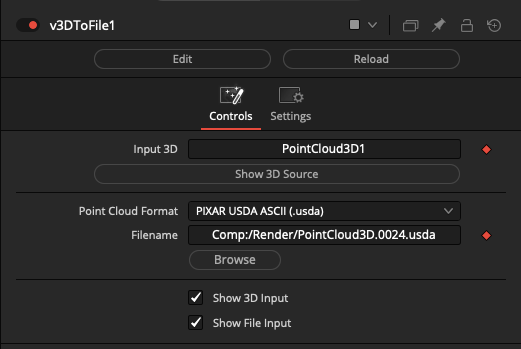 v3DToFile1
Edit
Reload
Controls
Settings
Input 3D PointCloud3D1
Show 3D Source
Point Cloud Format PIXAR USDA ASCII (.usda)
Filename Comp:/Render/PointCloud3D.0024.usda
Browse
Show 3D Input
Show File Input